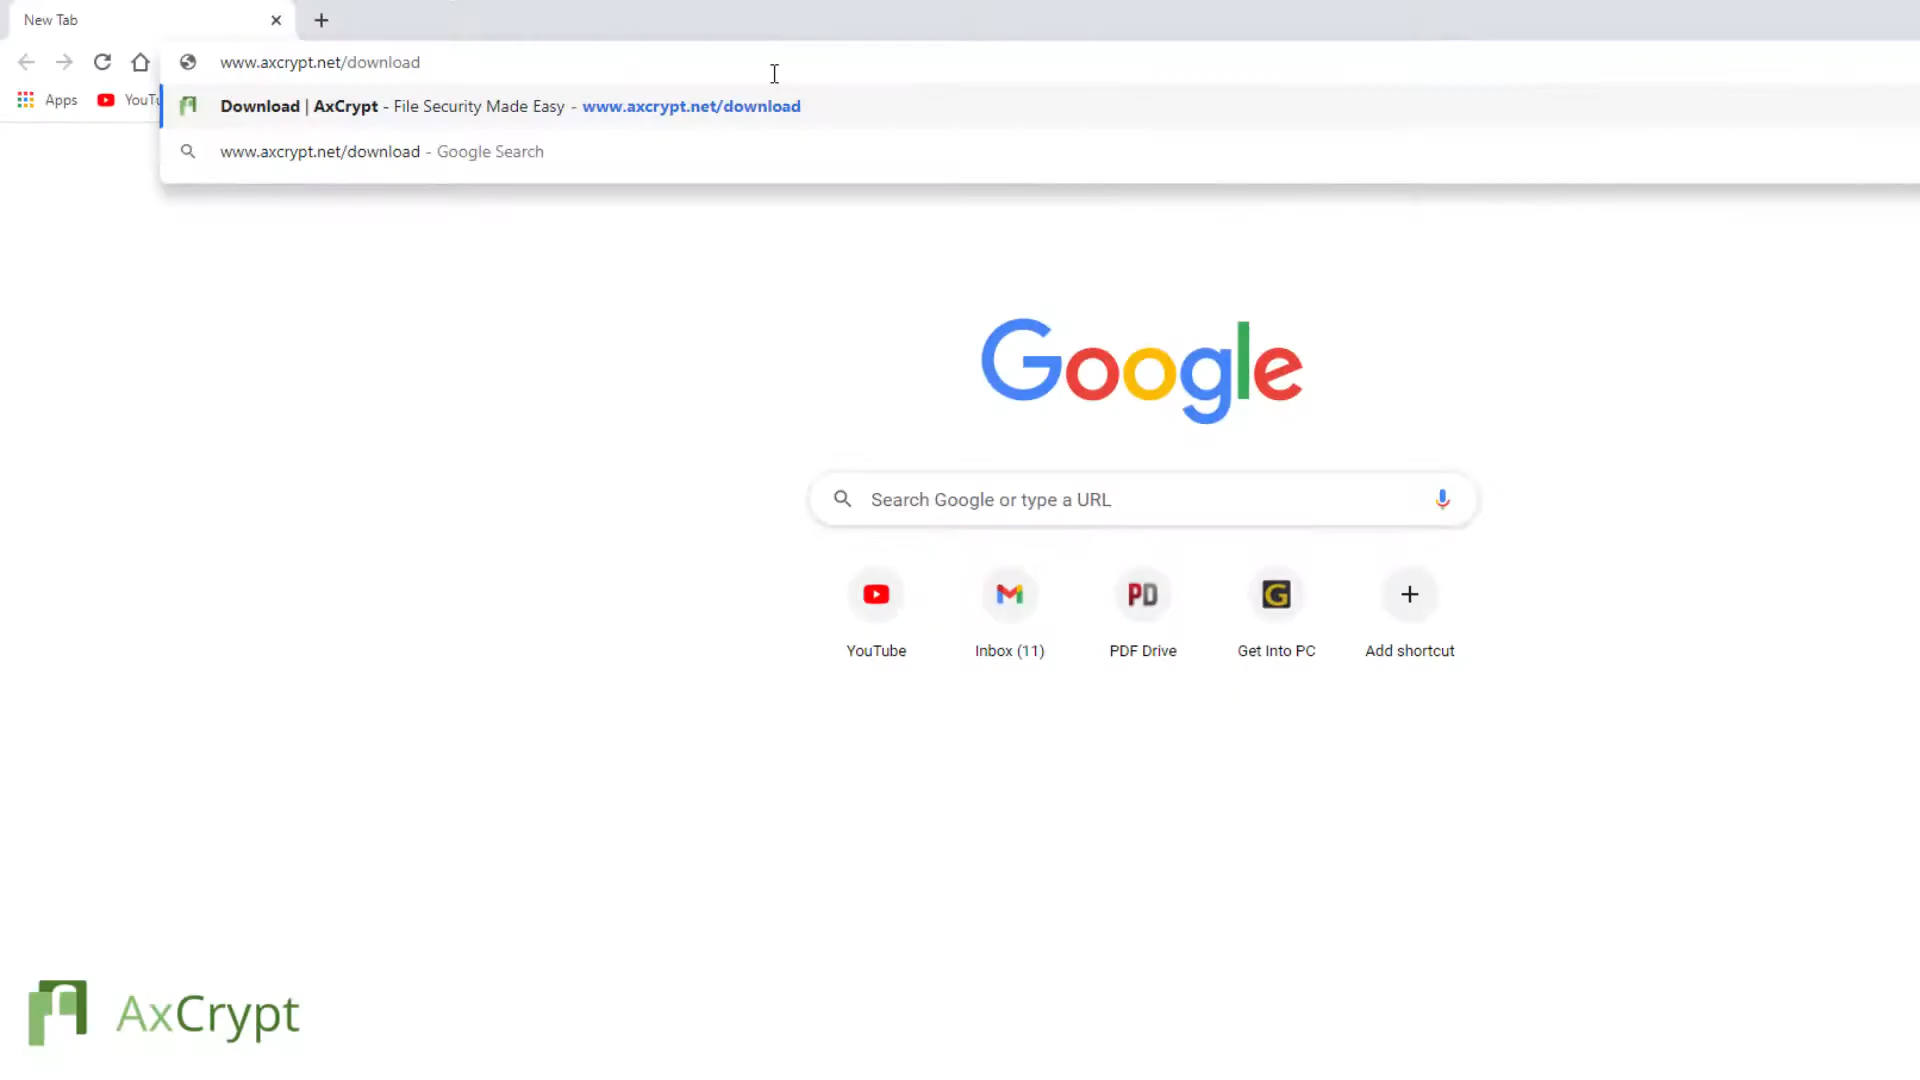 New Tab
www.axcrypt.net/download
Apps
Download | AxCrypt - File Security Made Easy - www.axcrypt.net/download
www.axcrypt.net/download - Google Search
Google
Search Google or type a URL
PD
G
YouTube
Inbox (11)
PDF Drive
Get Into PC
Add shortcut
AxCrypt